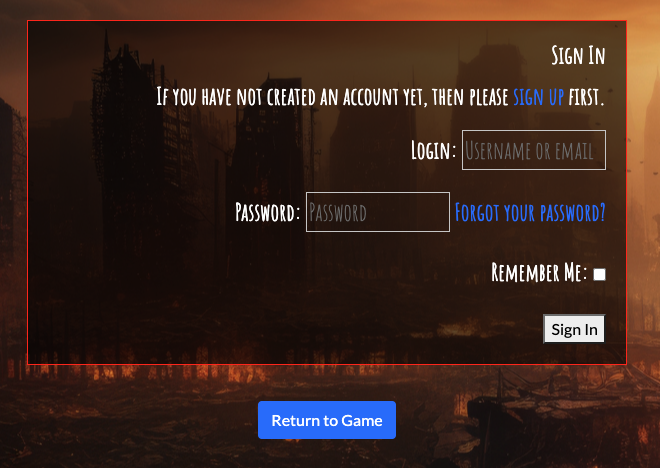 Sign In
If you have not created an account yet, then please sign up first.
Login: Username or email
Password: Password Forgot your password?
Remember Me:
Sign In
Return to Game